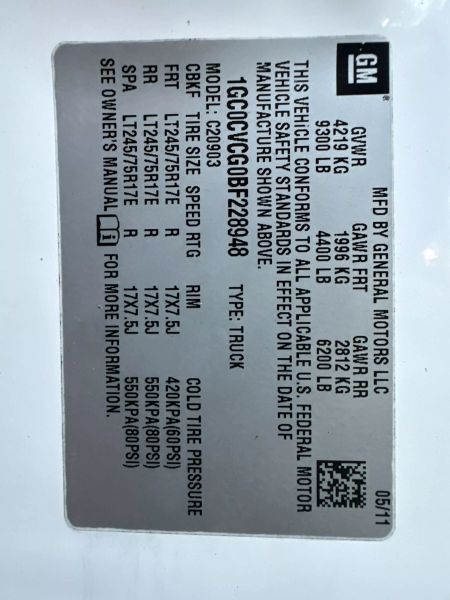 GM
®
MFD BY GENERAL MOTORS LLC 05/11
GVWR GAWR FRT GAWR RR
4219 KG 1996 KG 2812 KG
9300 LB 4400 LB 6200 LB
THIS VEHICLE CONFORMS TO ALL APPLICABLE U.S. FEDERAL MOTOR
VEHICLE SAFETY STANDARDS IN EFFECT ON THE DATE OF
MANUFACTURE SHOWN ABOVE.
1GC0CVCG0BF228948 TYPE: TRUCK
MODEL: C20903
CBKF TIRE SIZE SPEED RTG RIM COLD TIRE PRESSURE
FRT LT245/75R17E R 17X7.5J 420KPA(60PSI)
RR LT245/75R17E R 17X7.5J 550KPA(80PSI)
SPA LT245/75R17E R 17X7.5J 550KPA(80PSI)
SEE OWNER'S MANUAL FOR MORE INFORMATION.